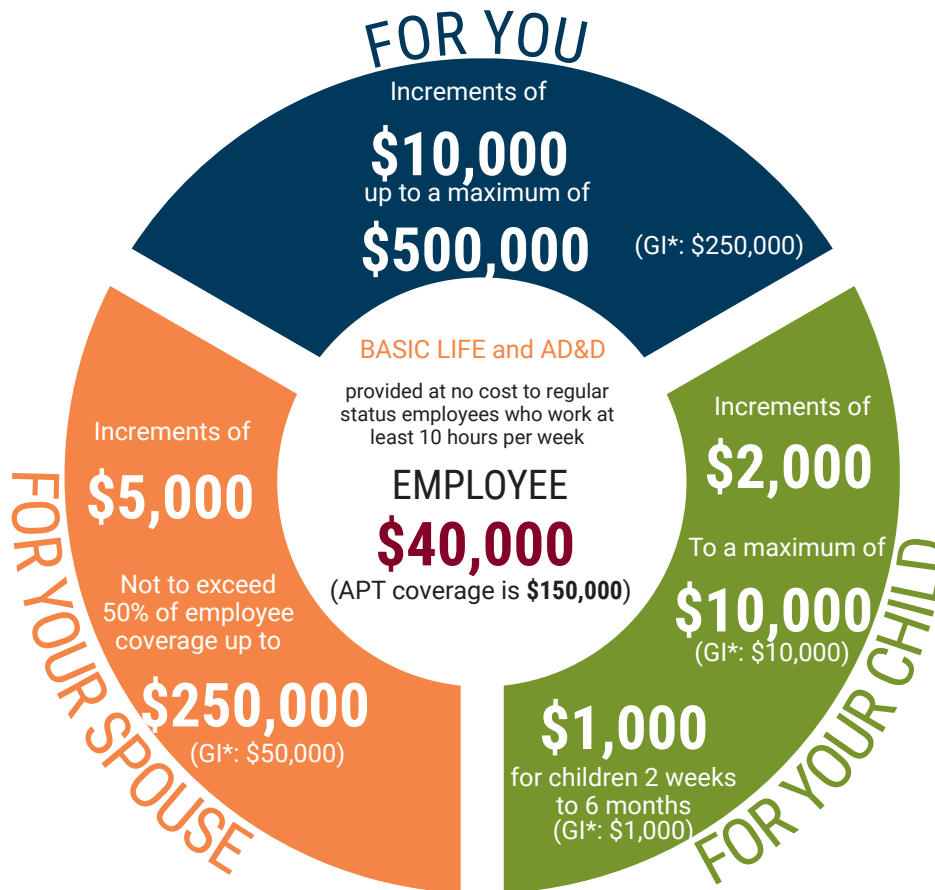 FOR YOU
Increments of
$10,000
up to a maximum of
$500,000
(GI*: $250,000)
BASIC LIFE and AD&D
provided at no cost to regular
status employees who work at
least 10 hours per week
EMPLOYEE
$40,000
(APT coverage is $150,000)
FOR YOUR SPOUSE
Increments of
$5,000
Not to exceed
50% of employee
coverage up to
$250,000
(GI*: $50,000)
FOR YOUR CHILD
Increments of
$2,000
To a maximum of
$10,000
(GI*: $10,000)
$1,000
for children 2 weeks
to 6 months
(GI*: $1,000)